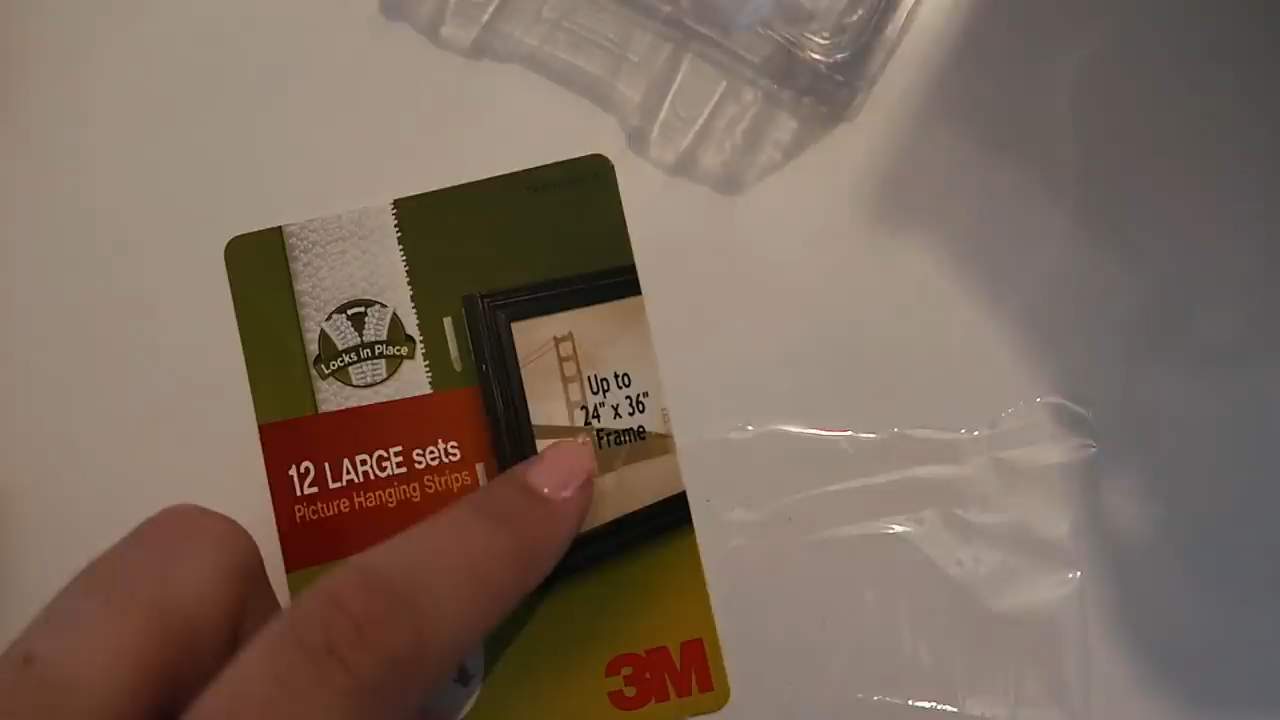 Locks in Place
Up to
24" x 36"
Frame
12 LARGE sets
Picture Hanging Strips
3M